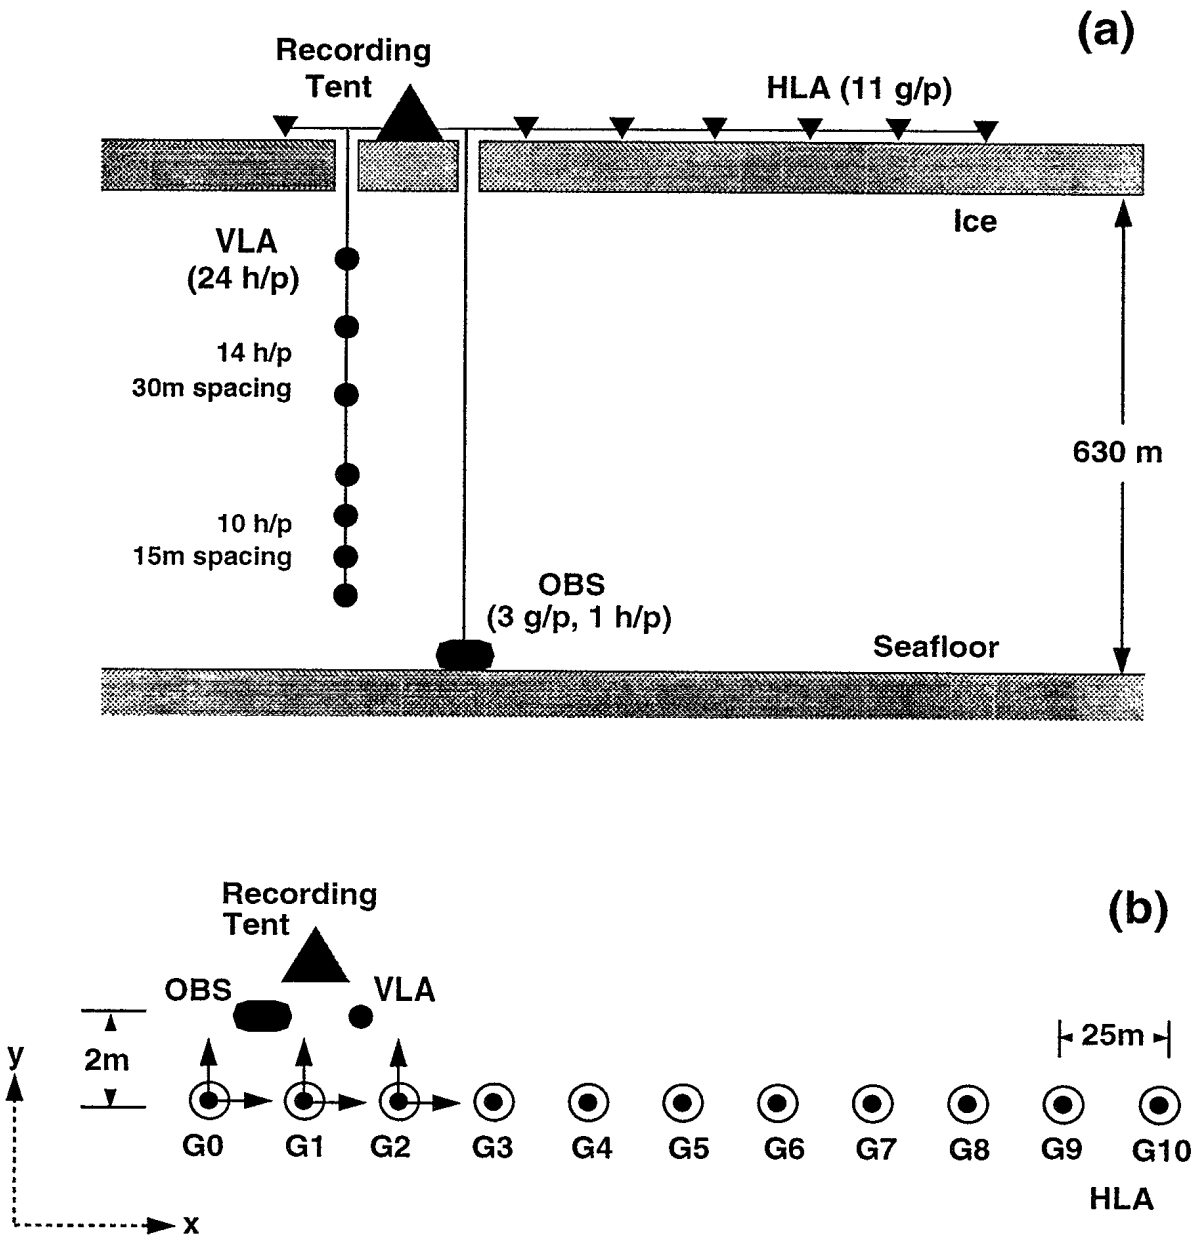 (a)
Recording
Tent
HLA (11 g/p)
Ice
VLA
(24 h/p)
14 h/p
30m spacing
630 m
10 h/p
15m spacing
OBS
(3 g/p, 1 h/p)
Seafloor
(b)
Recording
Tent
OBS
VLA
25m
y
2m
G0 G1 G2 G3 G4 G5 G6 G7 G8 G9 G10
HLA
x